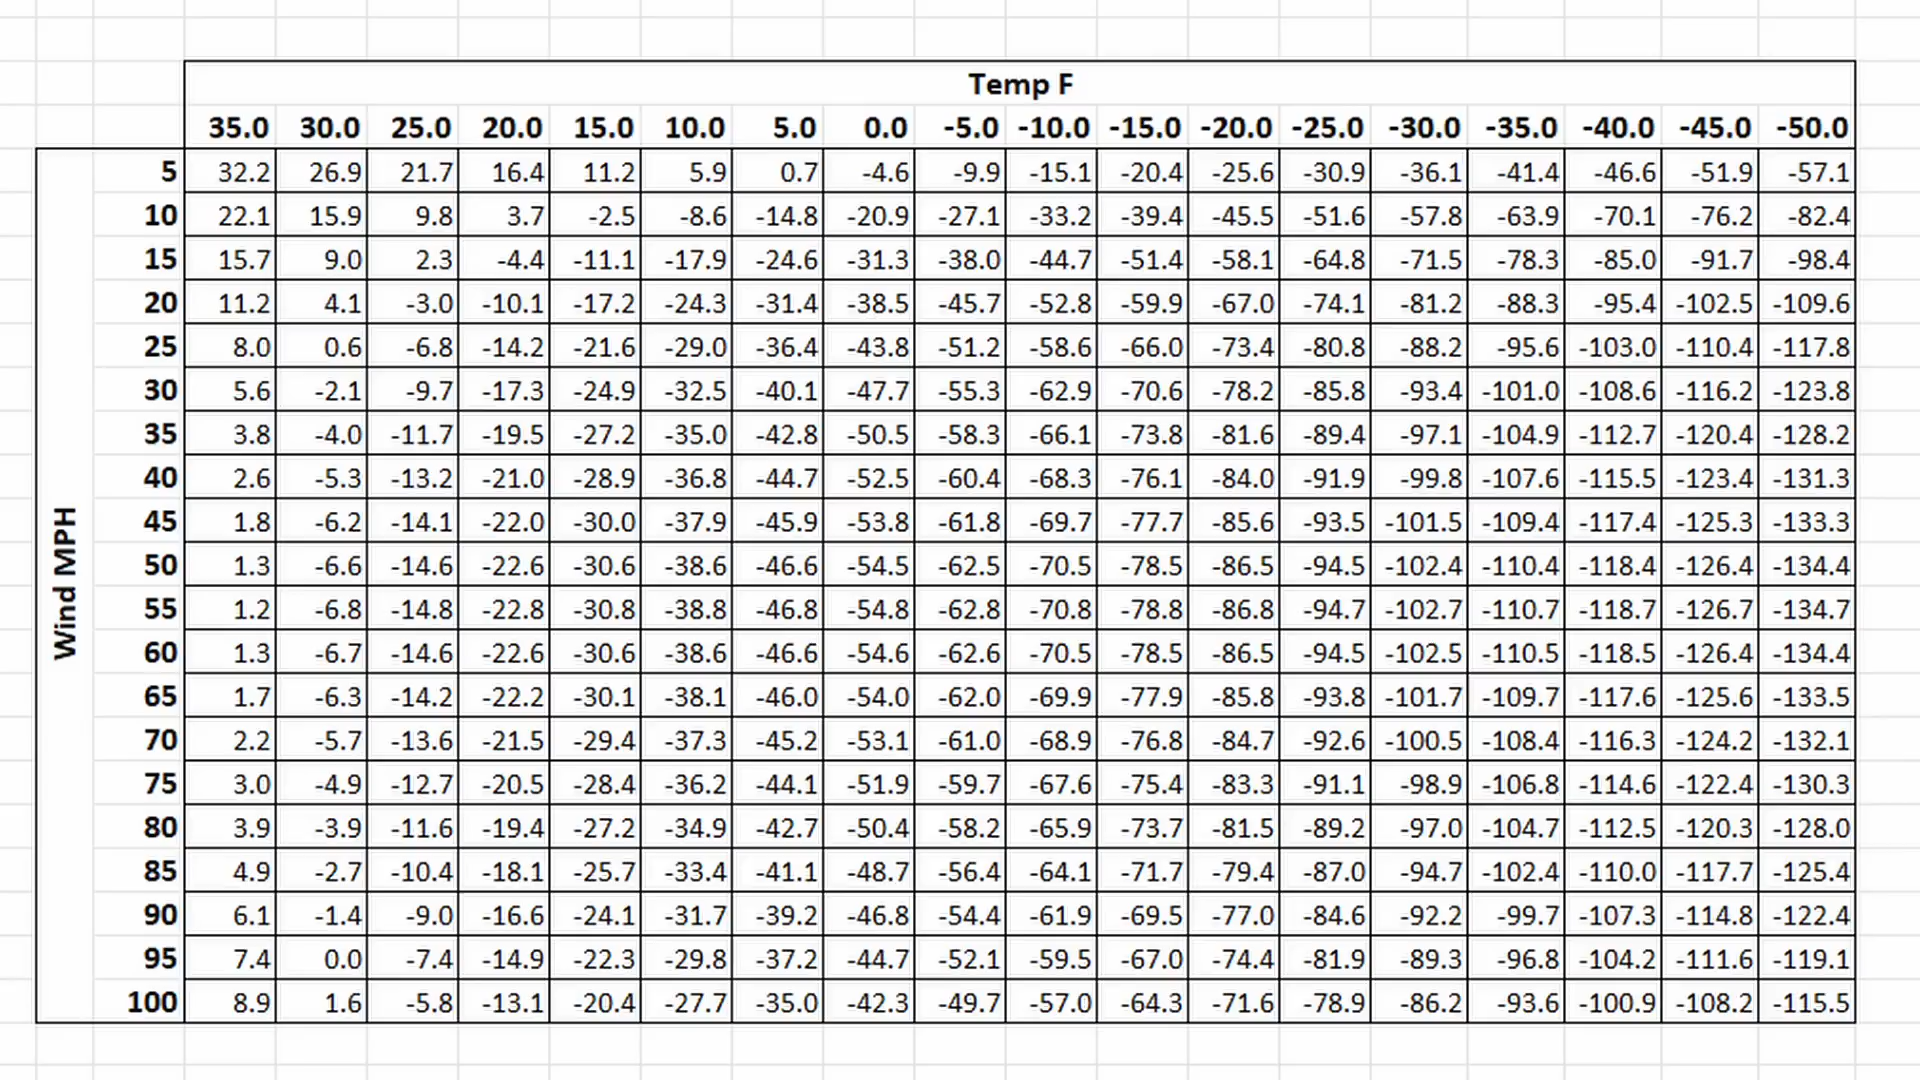 Temp F
35.0 30.0 25.0 20.0 15.0 10.0 5.0 0.0 -5.0 -10.0 -15.0 -20.0 -25.0 -30.0 -35.0 -40.0 -45.0 -50.0
Wind MPH
5 32.2 26.9 21.7 16.4 11.2 5.9 0.7 -4.6 -9.9 -15.1 -20.4 -25.6 -30.9 -36.1 -41.4 -46.6 -51.9 -57.1
10 22.1 15.9 9.8 3.7 -2.5 -8.6 -14.8 -20.9 -27.1 -33.2 -39.4 -45.5 -51.6 -57.8 -63.9 -70.1 -76.2 -82.4
15 15.7 9.0 2.3 -4.4 -11.1 -17.9 -24.6 -31.3 -38.0 -44.7 -51.4 -58.1 -64.8 -71.5 -78.3 -85.0 -91.7 -98.4
20 11.2 4.1 -3.0 -10.1 -17.2 -24.3 -31.4 -38.5 -45.7 -52.8 -59.9 -67.0 -74.1 -81.2 -88.3 -95.4 -102.5 -109.6
25 8.0 0.6 -6.8 -14.2 -21.6 -29.0 -36.4 -43.8 -51.2 -58.6 -66.0 -73.4 -80.8 -88.2 -95.6 -103.0 -110.4 -117.8
30 5.6 -2.1 -9.7 -17.3 -24.9 -32.5 -40.1 -47.7 -55.3 -62.9 -70.6 -78.2 -85.8 -93.4 -101.0 -108.6 -116.2 -123.8
35 3.8 -4.0 -11.7 -19.5 -27.2 -35.0 -42.8 -50.5 -58.3 -66.1 -73.8 -81.6 -89.4 -97.1 -104.9 -112.7 -120.4 -128.2
40 2.6 -5.3 -13.2 -21.0 -28.9 -36.8 -44.7 -52.5 -60.4 -68.3 -76.1 -84.0 -91.9 -99.8 -107.6 -115.5 -123.4 -131.3
45 1.8 -6.2 -14.1 -22.0 -30.0 -37.9 -45.9 -53.8 -61.8 -69.7 -77.7 -85.6 -93.5 -101.5 -109.4 -117.4 -125.3 -133.3
50 1.3 -6.6 -14.6 -22.6 -30.6 -38.6 -46.6 -54.5 -62.5 -70.5 -78.5 -86.5 -94.5 -102.4 -110.4 -118.4 -126.4 -134.4
55 1.2 -6.8 -14.8 -22.8 -30.8 -38.8 -46.8 -54.8 -62.8 -70.8 -78.8 -86.8 -94.7 -102.7 -110.7 -118.7 -126.7 -134.7
60 1.3 -6.7 -14.6 -22.6 -30.6 -38.6 -46.6 -54.6 -62.6 -70.5 -78.5 -86.5 -94.5 -102.5 -110.5 -118.5 -126.4 -134.4
65 1.7 -6.3 -14.2 -22.2 -30.1 -38.1 -46.0 -54.0 -62.0 -69.9 -77.9 -85.8 -93.8 -101.7 -109.7 -117.6 -125.6 -133.5
70 2.2 -5.7 -13.6 -21.5 -29.4 -37.3 -45.2 -53.1 -61.0 -68.9 -76.8 -84.7 -92.6 -100.5 -108.4 -116.3 -124.2 -132.1
75 3.0 -4.9 -12.7 -20.5 -28.4 -36.2 -44.1 -51.9 -59.7 -67.6 -75.4 -83.3 -91.1 -98.9 -106.8 -114.6 -122.4 -130.3
80 3.9 -3.9 -11.6 -19.4 -27.2 -34.9 -42.7 -50.4 -58.2 -65.9 -73.7 -81.5 -89.2 -97.0 -104.7 -112.5 -120.3 -128.0
85 4.9 -2.7 -10.4 -18.1 -25.7 -33.4 -41.1 -48.7 -56.4 -64.1 -71.7 -79.4 -87.0 -94.7 -102.4 -110.0 -117.7 -125.4
90 6.1 -1.4 -9.0 -16.6 -24.1 -31.7 -39.2 -46.8 -54.4 -61.9 -69.5 -77.0 -84.6 -92.2 -99.7 -107.3 -114.8 -122.4
95 7.4 0.0 -7.4 -14.9 -22.3 -29.8 -37.2 -44.7 -52.1 -59.5 -67.0 -74.4 -81.9 -89.3 -96.8 -104.2 -111.6 -119.1
100 8.9 1.6 -5.8 -13.1 -20.4 -27.7 -35.0 -42.3 -49.7 -57.0 -64.3 -71.6 -78.9 -86.2 -93.6 -100.9 -108.2 -115.5